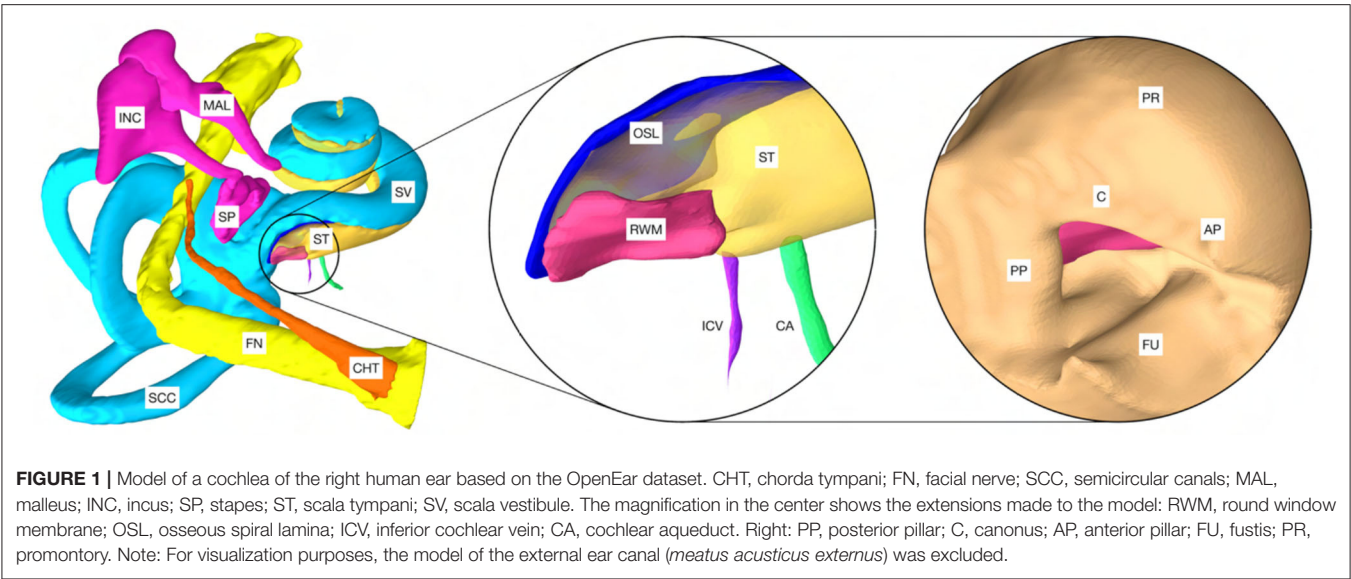 INC
MAL
SP
SV
ST
FN
CHT
SCC
OSL
ST
RWM
ICV
CA
PR
C
AP
PP
FU
FIGURE 1 | Model of a cochlea of the right human ear based on the OpenEar dataset. CHT, chorda tympani; FN, facial nerve; SCC, semicircular canals; MAL,
malleus; INC, incus; SP, stapes; ST, scala tympani; SV, scala vestibule. The magnification in the center shows the extensions made to the model: RWM, round window
membrane; OSL, osseous spiral lamina; ICV, inferior cochlear vein; CA, cochlear aqueduct. Right: PP, posterior pillar; C, canonus; AP, anterior pillar; FU, fustis; PR,
promontory. Note: For visualization purposes, the model of the external ear canal (meatus acusticus externus) was excluded.